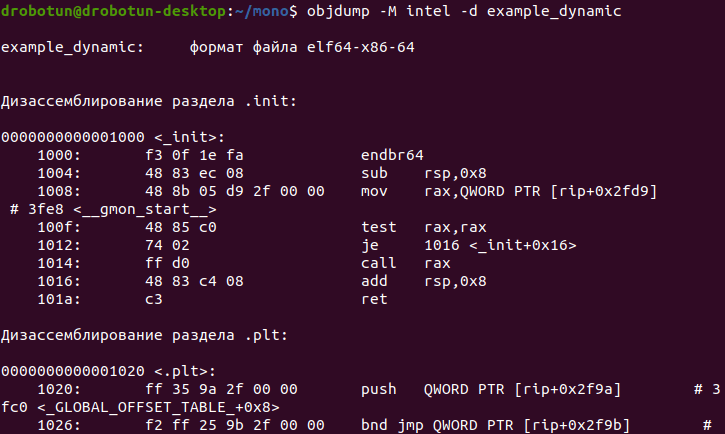 drobotun@drobotun-desktop:~/mono$ objdump -M intel -d example_dynamic
example_dynamic:     формат файла elf64-x86-64
Дизассемблирование раздела .init:
0000000000001000 <_init>:
    1000:       f3 0f 1e fa             endbr64
    1004:       48 83 ec 08             sub    rsp,0x8
    1008:       48 8b 05 d9 2f 00 00    mov    rax,QWORD PTR [rip+0x2fd9]
 # 3fe8 <__gmon_start__>
    100f:       48 85 c0                test   rax,rax
    1012:       74 02                   je     1016 <_init+0x16>
    1014:       ff d0                   call   rax
    1016:       48 83 c4 08             add    rsp,0x8
    101a:       c3                      ret
Дизассемблирование раздела .plt:
0000000000001020 <.plt>:
    1020:       ff 35 9a 2f 00 00       push   QWORD PTR [rip+0x2f9a]        # 3
fc0 <_GLOBAL_OFFSET_TABLE_+0x8>
    1026:       f2 ff 25 9b 2f 00 00    bnd jmp QWORD PTR [rip+0x2f9b]        #